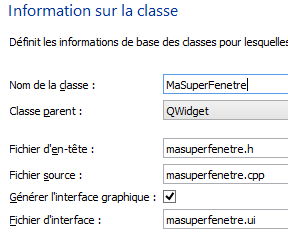 Information sur la classe
Définit les informations de base des classes pour lesquelles
Nom de la classe : MaSuperFenetre
Classe parent : QWidget
Fichier d'en-tête : masuperfenetre.h
Fichier source : masuperfenetre.cpp
Générer l'interface graphique :
Fichier d'interface : masuperfenetre.ui